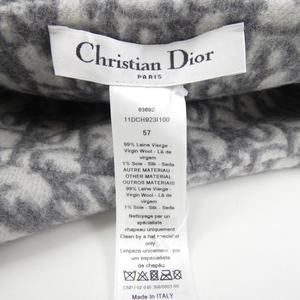 Christian Dior
PARIS
03692
11DCH923I100
57
99% Laine Vierge -
Virgin Wool - Lã de
virgem
1% Soie - Silk - Seda
AUTRE MATERIAU -
OTHER MATERIAL -
OUTROS MATERIAIS
99% Laine Vierge -
Virgin Wool - Lã de
virgem
1% Soie - Silk - Seda
Nettoyage par un
spécialiste du chapeau
uniquement
Clean by a hat specialist
only
Limpeza unicamente
por um especialista de
chapéu
MADE IN ITALY